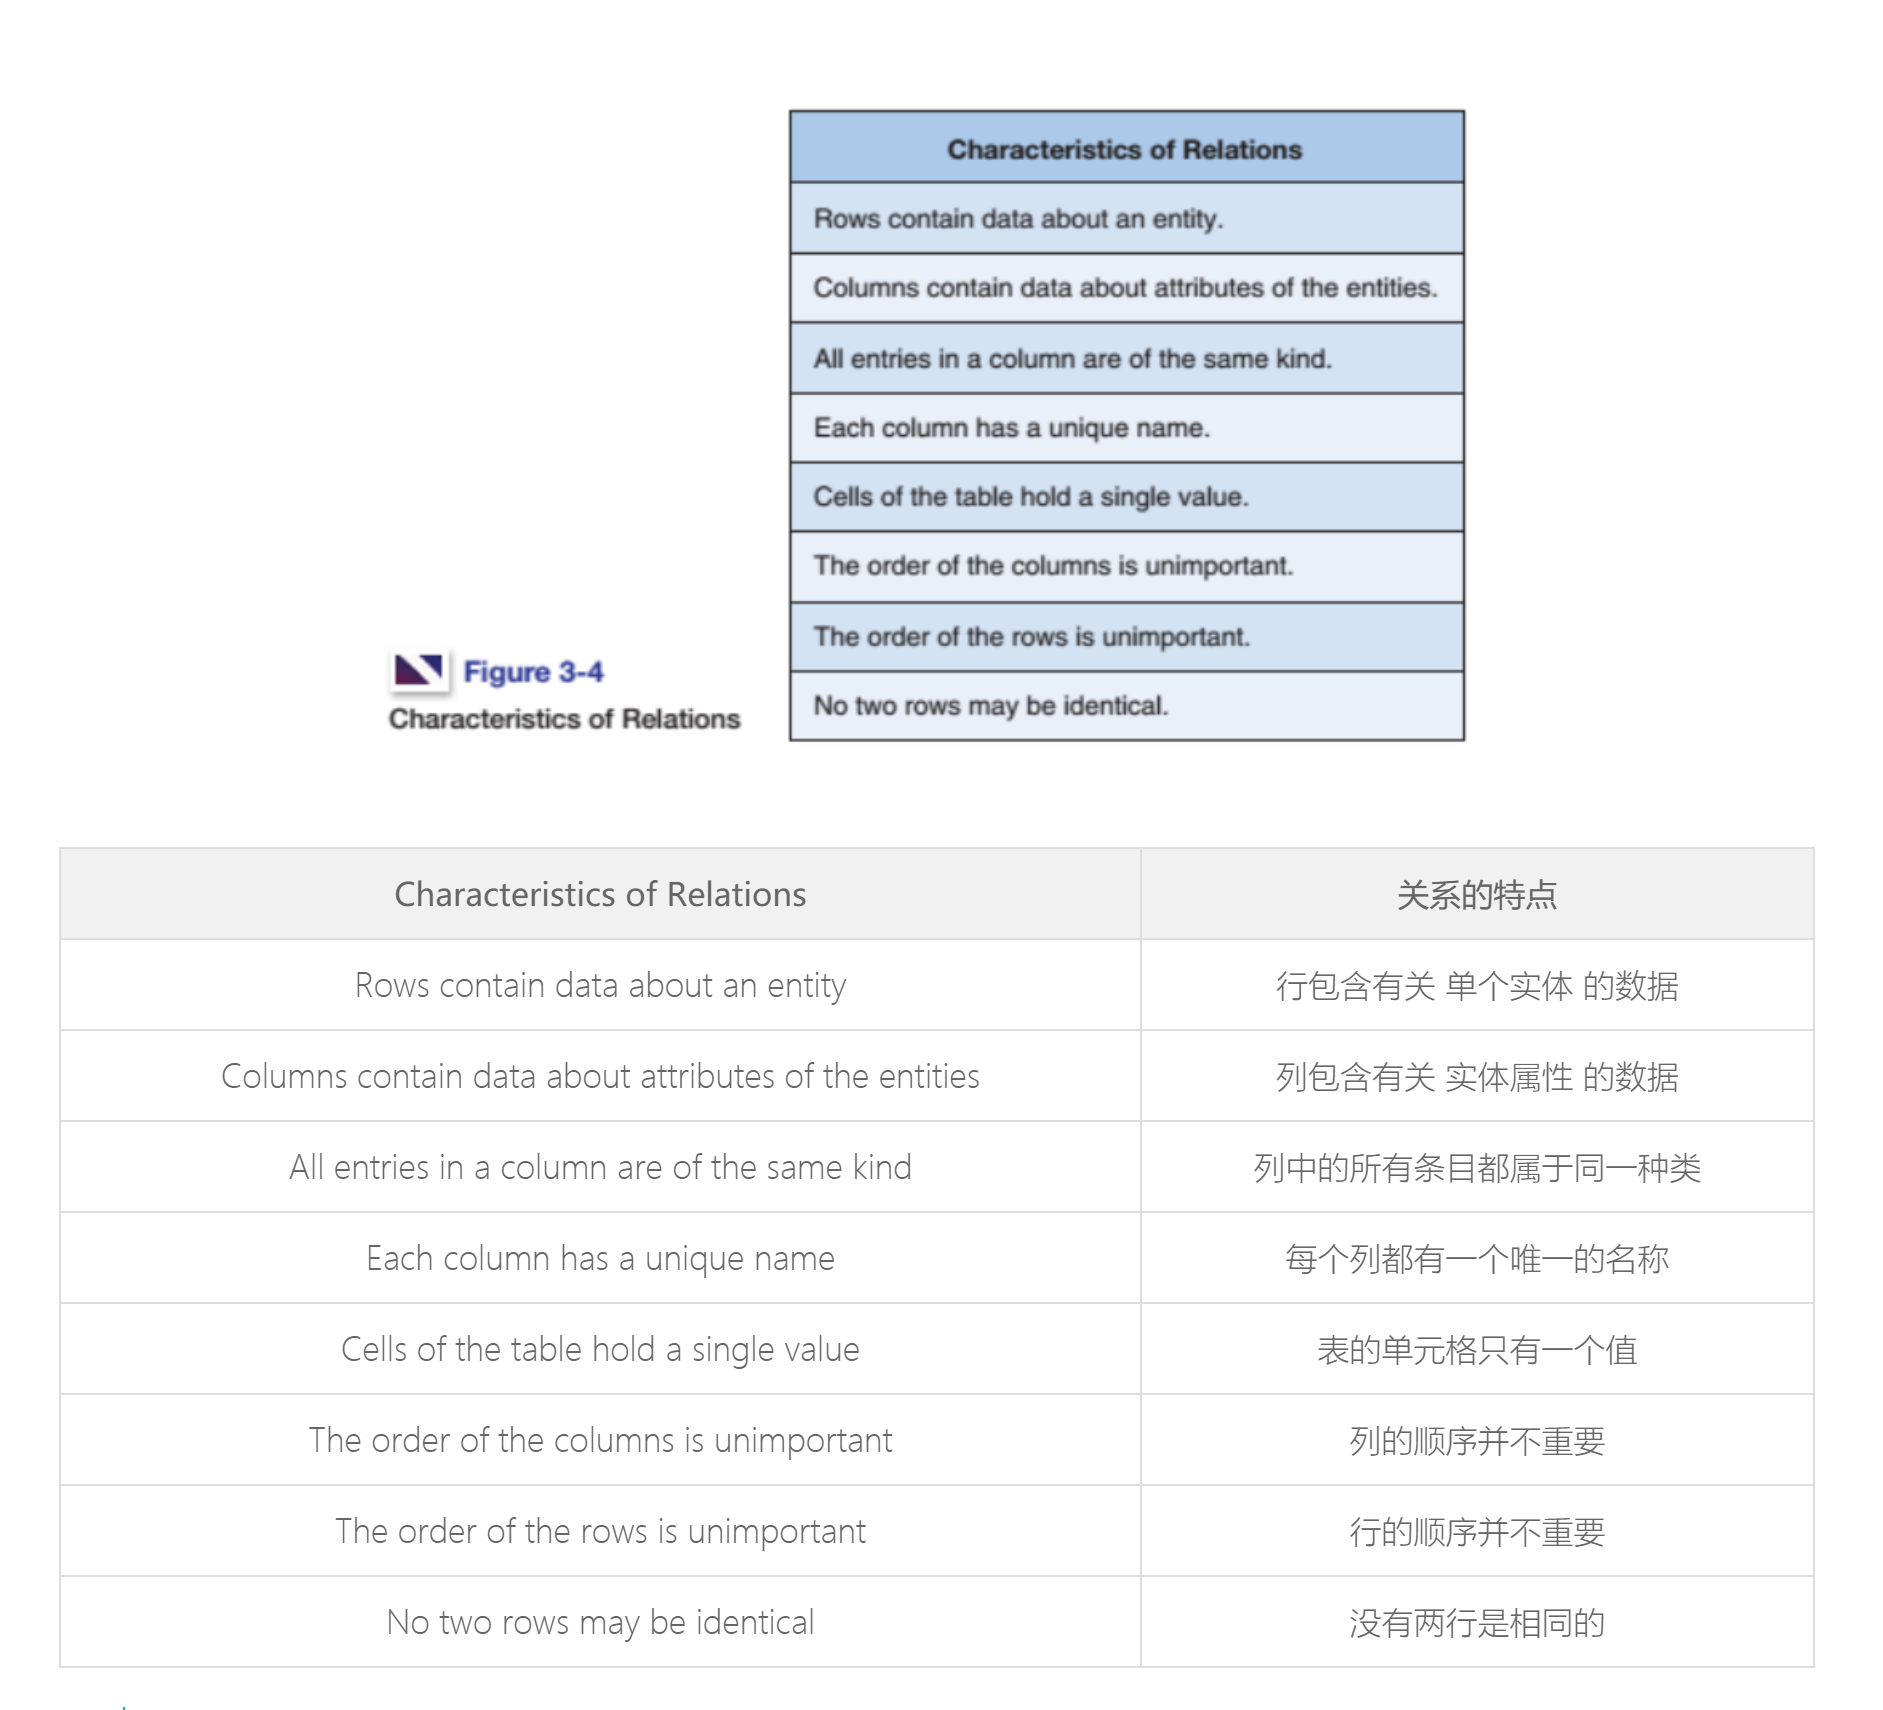 Characteristics of Relations
Rows contain data about an entity.
Columns contain data about attributes of the entities.
All entries in a column are of the same kind.
Each column has a unique name.
Cells of the table hold a single value.
The order of the columns is unimportant.
The order of the rows is unimportant.
No two rows may be identical.
Figure 3-4
Characteristics of Relations
Characteristics of Relations 关系的特点
Rows contain data about an entity 行包含有关 单个实体 的数据
Columns contain data about attributes of the entities 列包含有关 实体属性 的数据
All entries in a column are of the same kind 列中的所有条目都属于同一种类
Each column has a unique name 每个列都有一个唯一的名称
Cells of the table hold a single value 表的单元格只有一个值
The order of the columns is unimportant 列的顺序并不重要
The order of the rows is unimportant 行的顺序并不重要
No two rows may be identical 没有两行是相同的